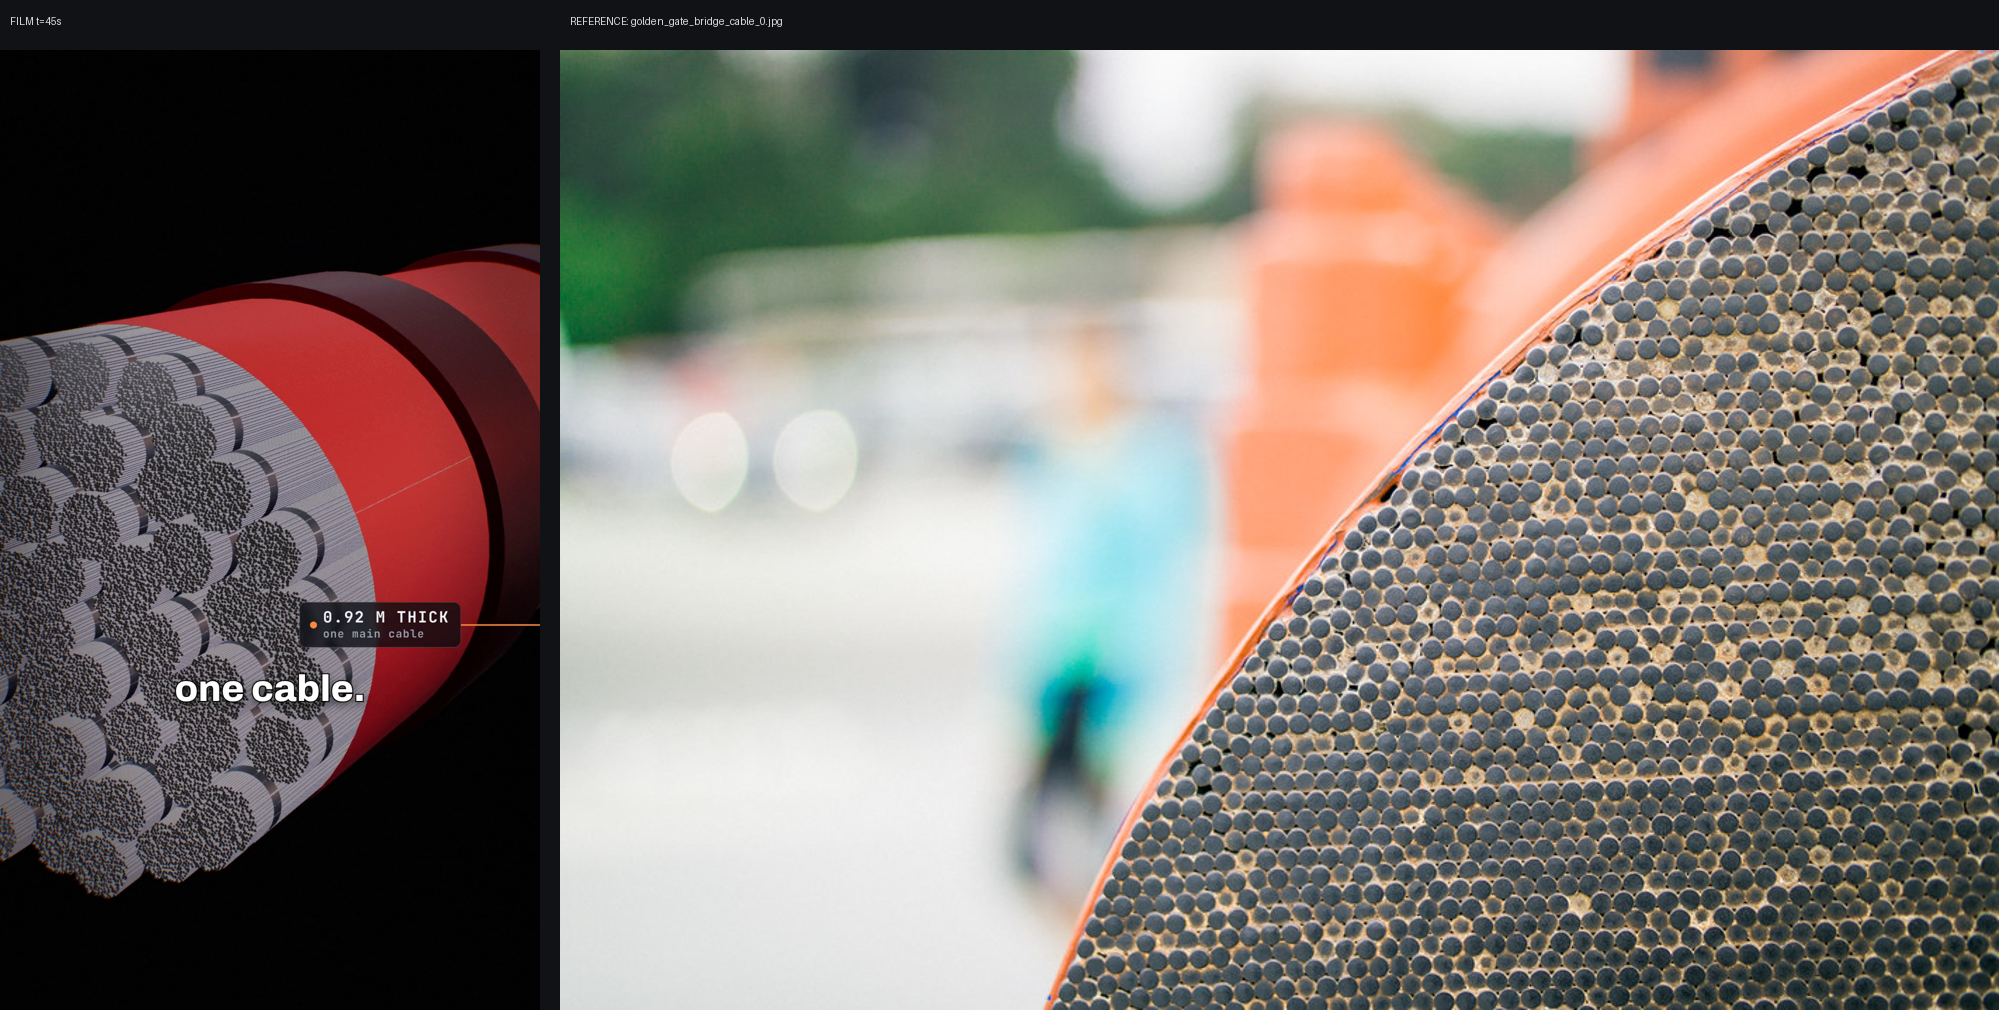 FILM t=45s
REFERENCE: golden_gate_bridge_cable_0.jpg
0.92 M THICK
one main cable
one cable.